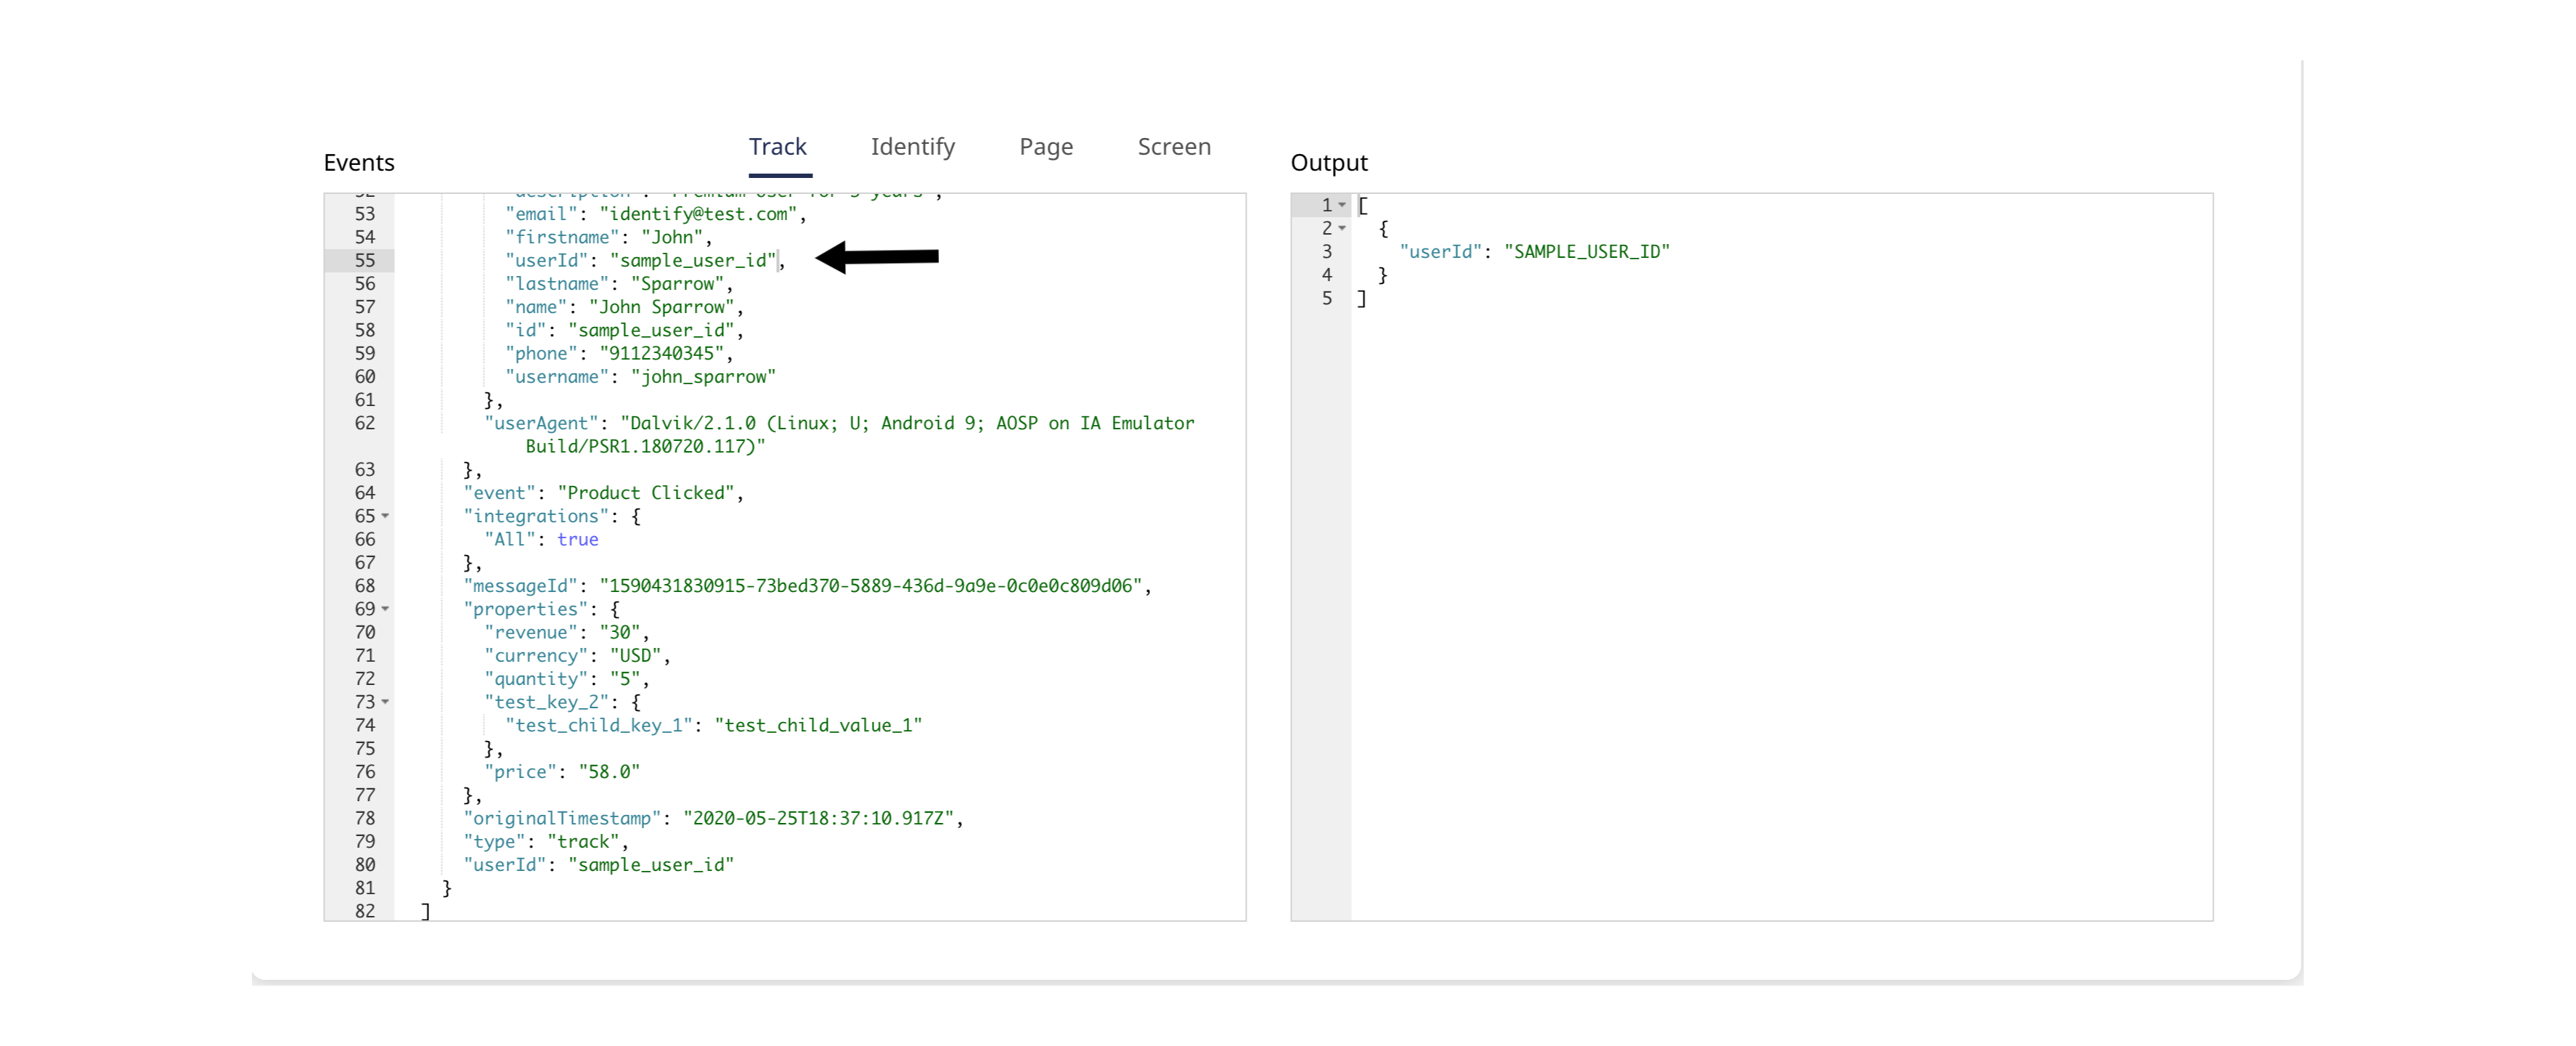 Events
Track Identify Page Screen
52 "description": "Premium User for 3 years",
53 "email": "identify@test.com",
54 "firstname": "John",
55 "userId": "sample_user_id",
56 "lastname": "Sparrow",
57 "name": "John Sparrow",
58 "id": "sample_user_id",
59 "phone": "9112340345",
60 "username": "john_sparrow"
61 },
62 "userAgent": "Dalvik/2.1.0 (Linux; U; Android 9; AOSP on IA Emulator
Build/PSR1.180720.117)"
63 },
64 "event": "Product Clicked",
65 "integrations": {
66 "All": true
67 },
68 "messageId": "1590431830915-73bed370-5889-436d-9a9e-0c0e0c809d06",
69 "properties": {
70 "revenue": "30",
71 "currency": "USD",
72 "quantity": "5",
73 "test_key_2": {
74 "test_child_key_1": "test_child_value_1"
75 },
76 "price": "58.0"
77 },
78 "originalTimestamp": "2020-05-25T18:37:10.917Z",
79 "type": "track",
80 "userId": "sample_user_id"
81 }
82 ]
Output
1 [
2 {
3 "userId": "SAMPLE_USER_ID"
4 }
5 ]